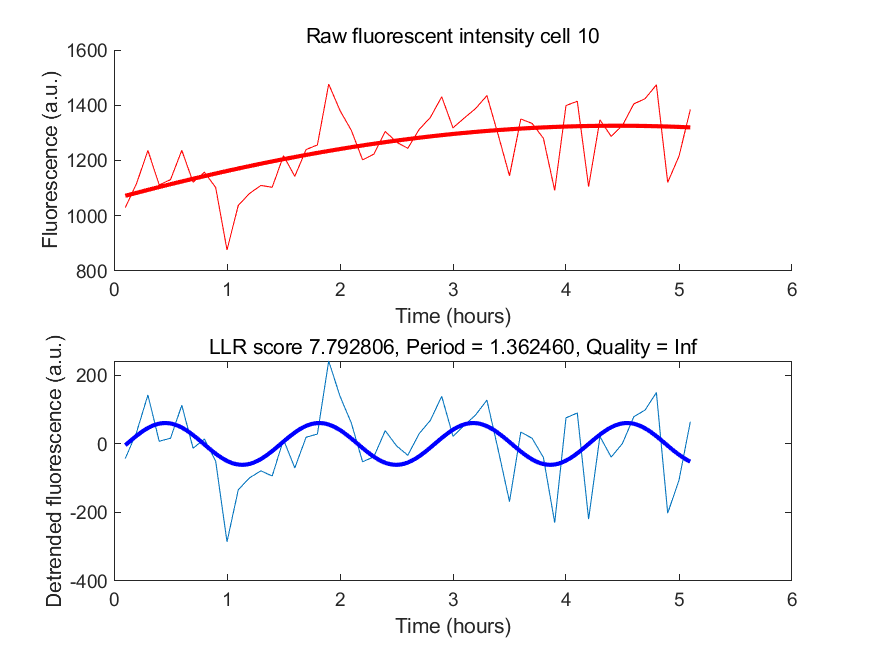 Raw fluorescent intensity cell 10
Fluorescence (a.u.)
1600
1400
1200
1000
800
0 1 2 3 4 5 6
Time (hours)
LLR score 7.792806, Period = 1.362460, Quality = Inf
Detrended fluorescence (a.u.)
200
0
-200
-400
0 1 2 3 4 5 6
Time (hours)